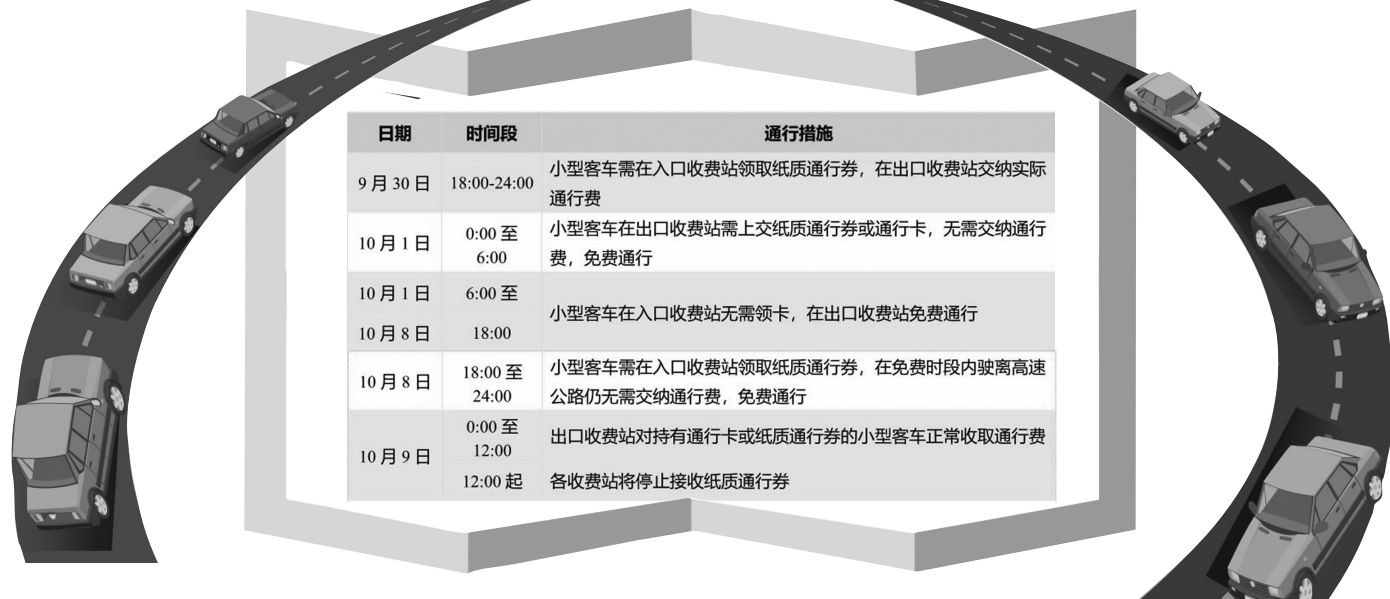 日期 时间段 通行措施
9月30日 18:00-24:00 小型客车需在入口收费站领取纸质通行券，在出口收费站交纳实际
通行费
10月1日 0:00 至 小型客车在出口收费站需上交纸质通行券或通行卡，无需交纳通行
6:00 费，免费通行
10月1日 6:00 至
小型客车在入口收费站无需领卡，在出口收费站免费通行
10月8日 18:00
10月8日 18:00 至 小型客车需在入口收费站领取纸质通行券，在免费时段内驶离高速
24:00 公路仍无需交纳通行费，免费通行
10月9日 0:00 至 出口收费站对持有通行卡或纸质通行券的小型客车正常收取通行费
12:00
12:00 起 各收费站将停止接收纸质通行券